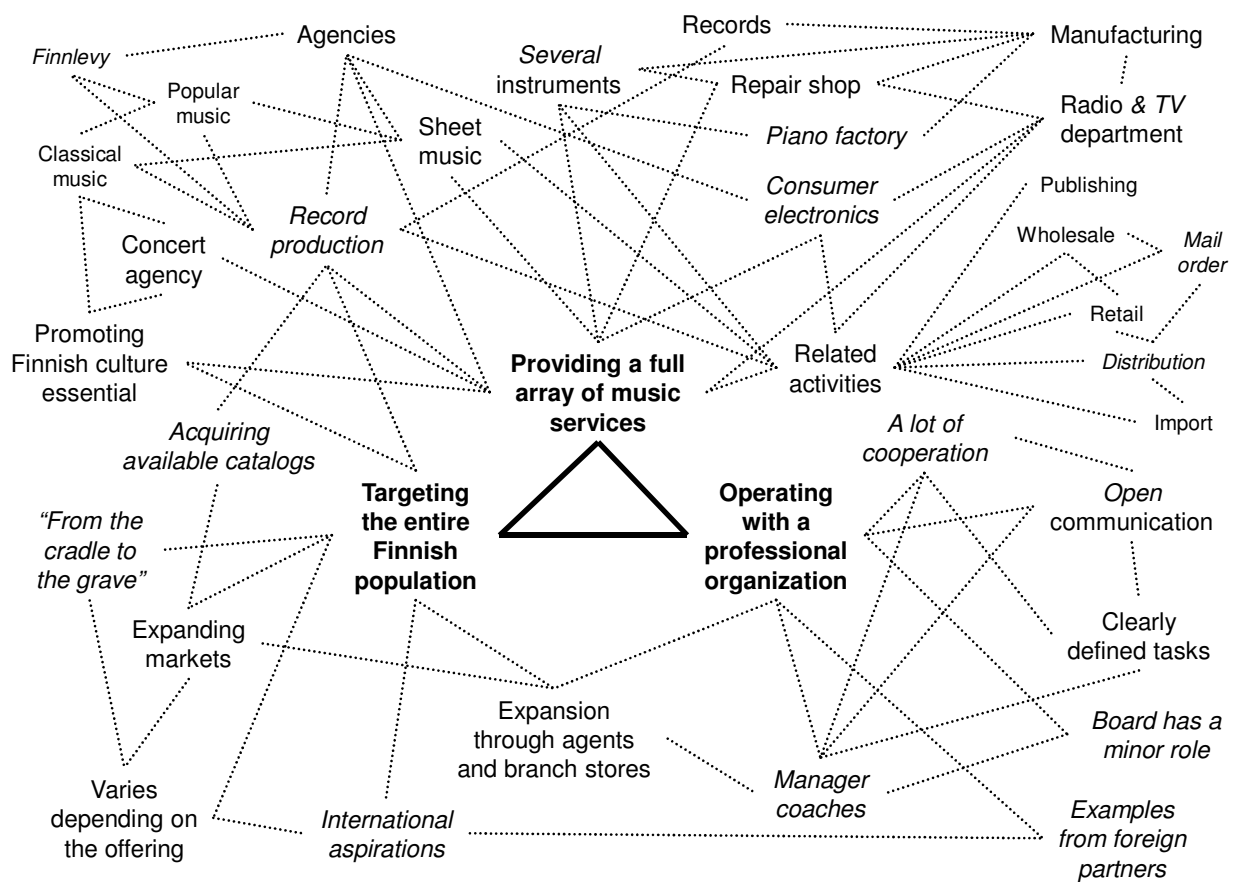 Finnlevy
Agencies
Records
Several
instruments
Manufacturing
Popular
music
Repair shop
Radio & TV
department
Sheet
music
Piano factory
Classical
music
Consumer
electronics
Publishing
Record
production
Concert
agency
Wholesale
Mail
order
Retail
Promoting
Finnish culture
essential
Providing a full
array of music
services
Related
activities
Distribution
Import
Acquiring
available catalogs
A lot of
cooperation
“From the
cradle to
the grave”
Targeting
the entire
Finnish
population
Operating
with a
professional
organization
Open
communication
Expanding
markets
Clearly
defined tasks
Expansion
through agents
and branch stores
Board has a
minor role
Manager
coaches
Varies
depending on
the offering
International
aspirations
Examples
from foreign
partners